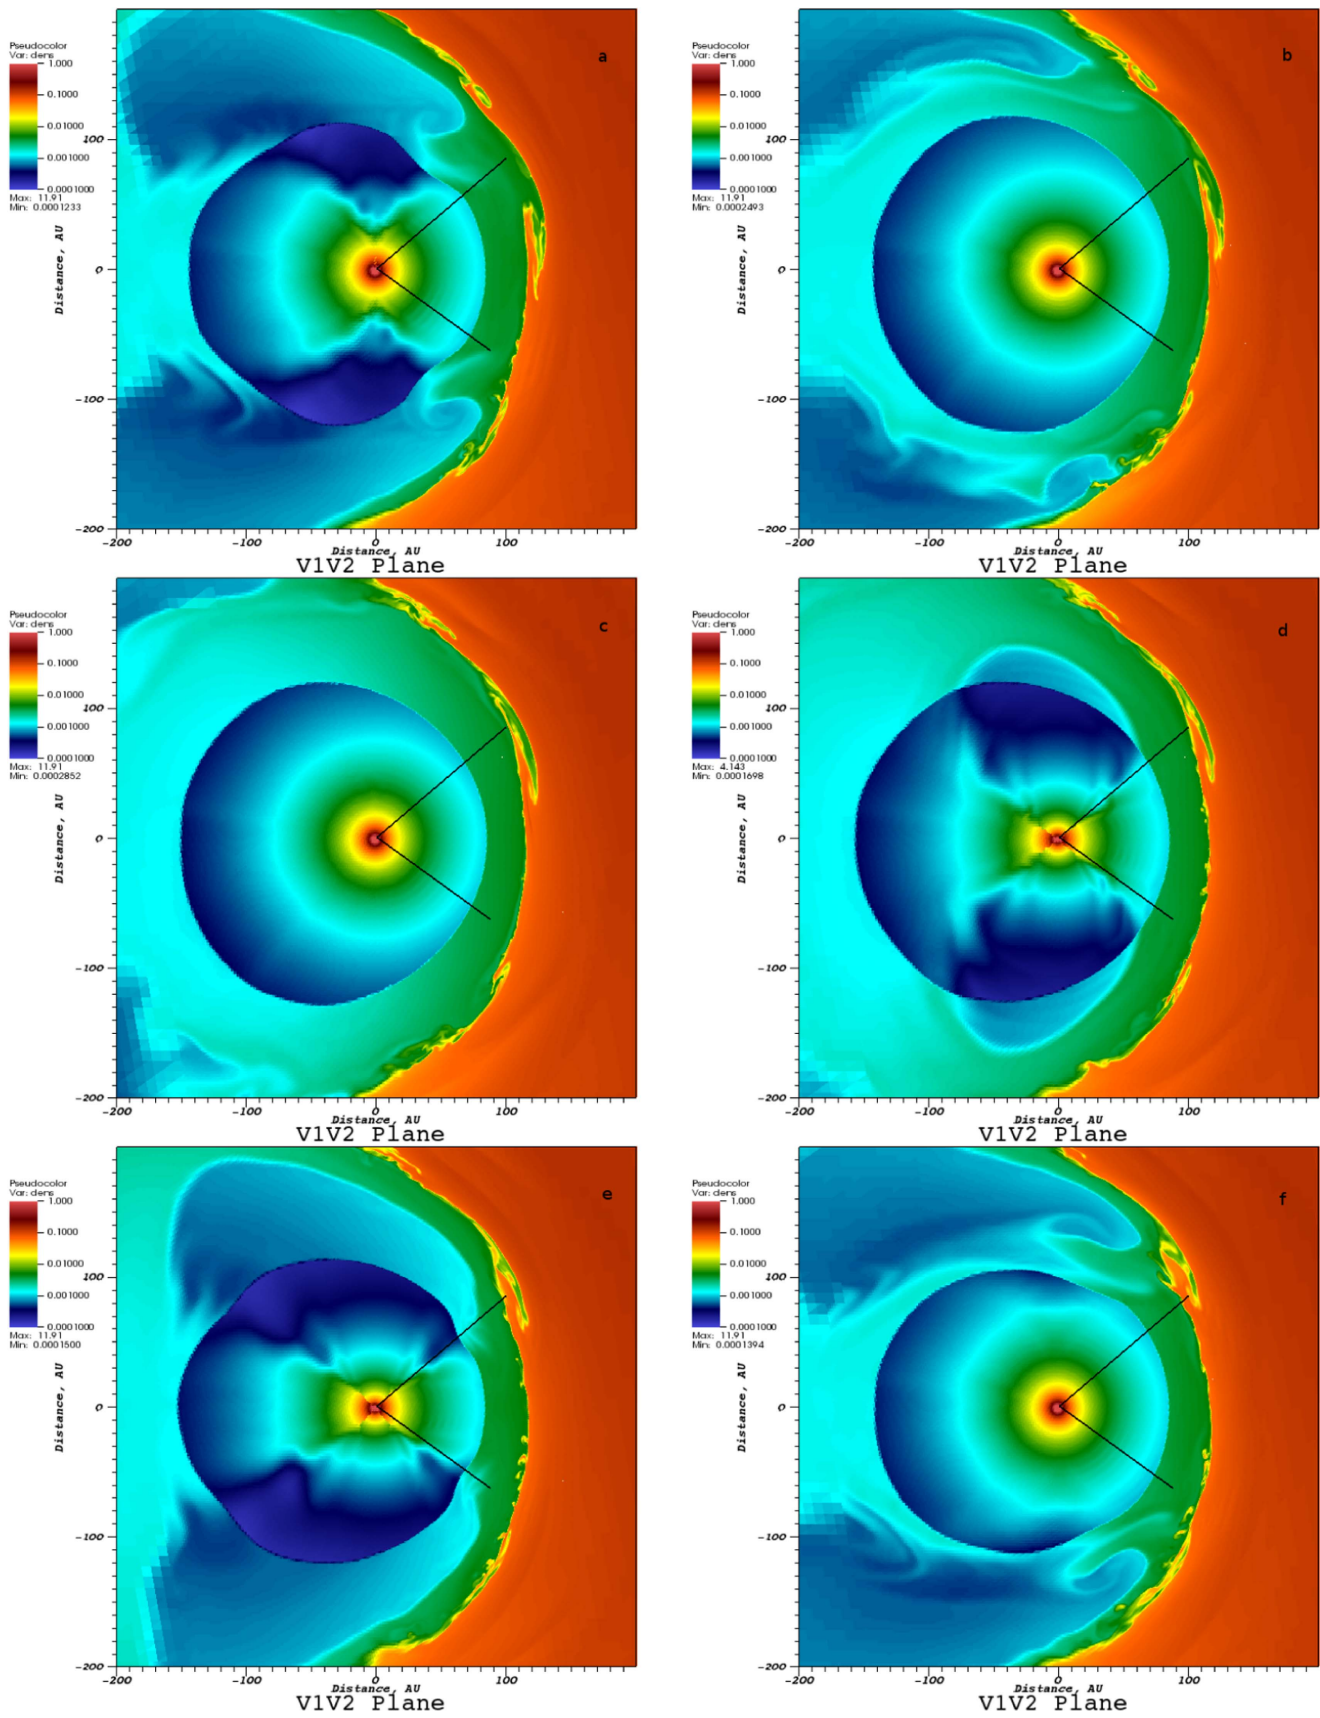 Pseudocolor
Var: dens
1.000
0.1000
0.01000
0.001000
0.0001000
Max: 11.91
Min: 0.0001233
a
Distance, AU
100
0
-100
-200
-200 -100 0 100
Distance, AU
V1V2 Plane
Pseudocolor
Var: dens
1.000
0.1000
0.01000
0.001000
0.0001000
Max: 11.91
Min: 0.0002493
b
Distance, AU
100
0
-100
-200
-200 -100 0 100
Distance, AU
V1V2 Plane
Pseudocolor
Var: dens
1.000
0.1000
0.01000
0.001000
0.0001000
Max: 11.91
Min: 0.0002852
c
Distance, AU
100
0
-100
-200
-200 -100 0 100
Distance, AU
V1V2 Plane
Pseudocolor
Var: dens
1.000
0.1000
0.01000
0.001000
0.0001000
Max: 4.143
Min: 0.0001698
d
Distance, AU
100
0
-100
-200
-200 -100 0 100
Distance, AU
V1V2 Plane
Pseudocolor
Var: dens
1.000
0.1000
0.01000
0.001000
0.0001000
Max: 11.91
Min: 0.0001500
e
Distance, AU
100
0
-100
-200
-200 -100 0 100
Distance, AU
V1V2 Plane
Pseudocolor
Var: dens
1.000
0.1000
0.01000
0.001000
0.0001000
Max: 11.91
Min: 0.0001394
f
Distance, AU
100
0
-100
-200
-200 -100 0 100
Distance, AU
V1V2 Plane